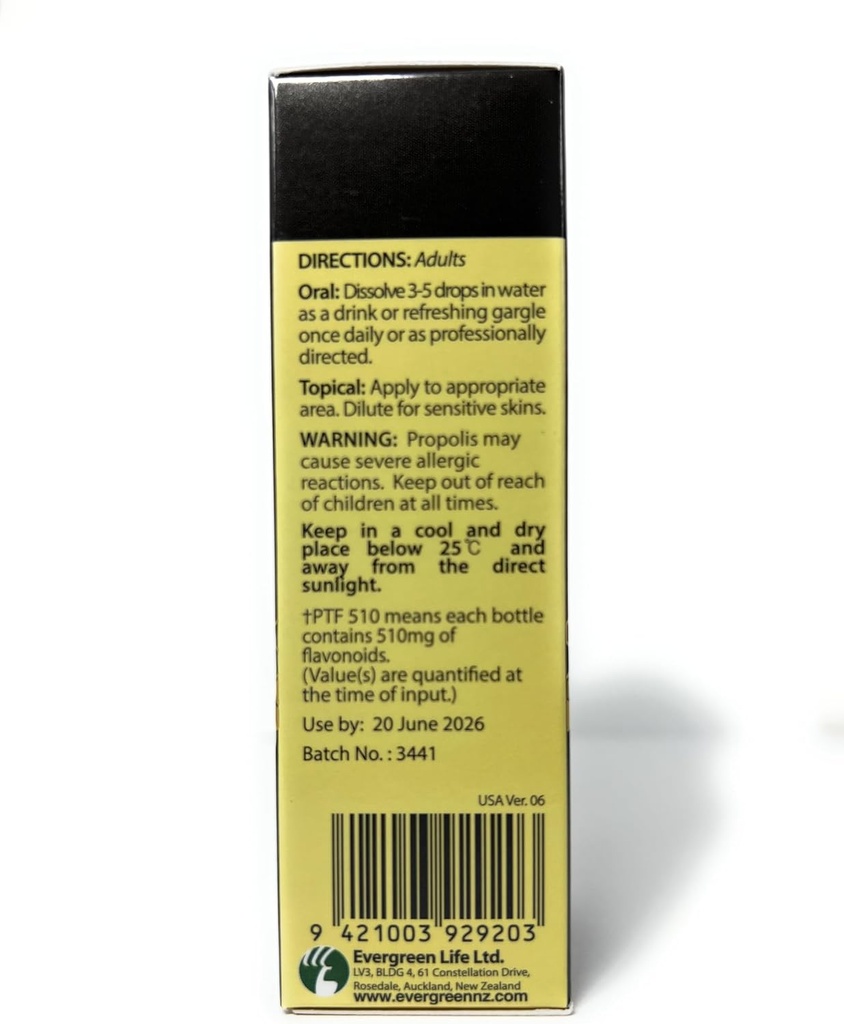 DIRECTIONS: Adults
Oral: Dissolve 3-5 drops in water
as a drink or refreshing gargle
once daily or as professionally
directed.
Topical: Apply to appropriate
area. Dilute for sensitive skins.
WARNING: Propolis may
cause severe allergic
reactions. Keep out of reach
of children at all times.
Keep in a cool and dry
place below 25℃ and
away from the direct
sunlight.
†PTF 510 means each bottle
contains 510mg of
flavonoids.
(Value(s) are quantified at
the time of input.)
Use by: 20 June 2026
Batch No. : 3441
USA Ver. 06
9 421003 929203
Evergreen Life Ltd.
LV3, BLDG 4, 61 Constellation Drive,
Rosedale, Auckland, New Zealand
www.evergreennz.com